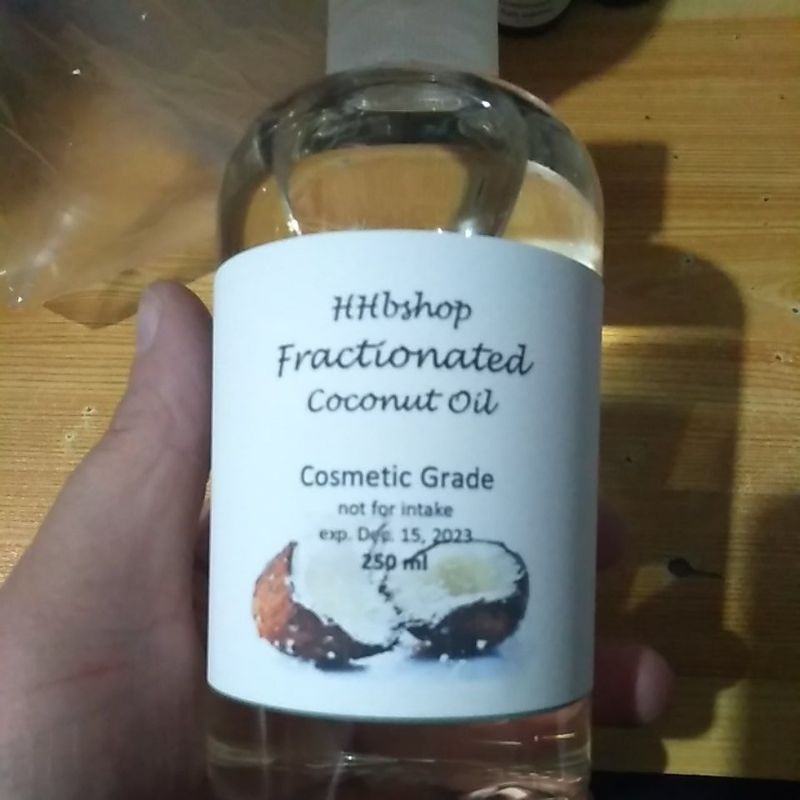 HHbshop
Fractionated
Coconut Oil
Cosmetic Grade
not for intake
exp. Dec. 15, 2023
250 ml